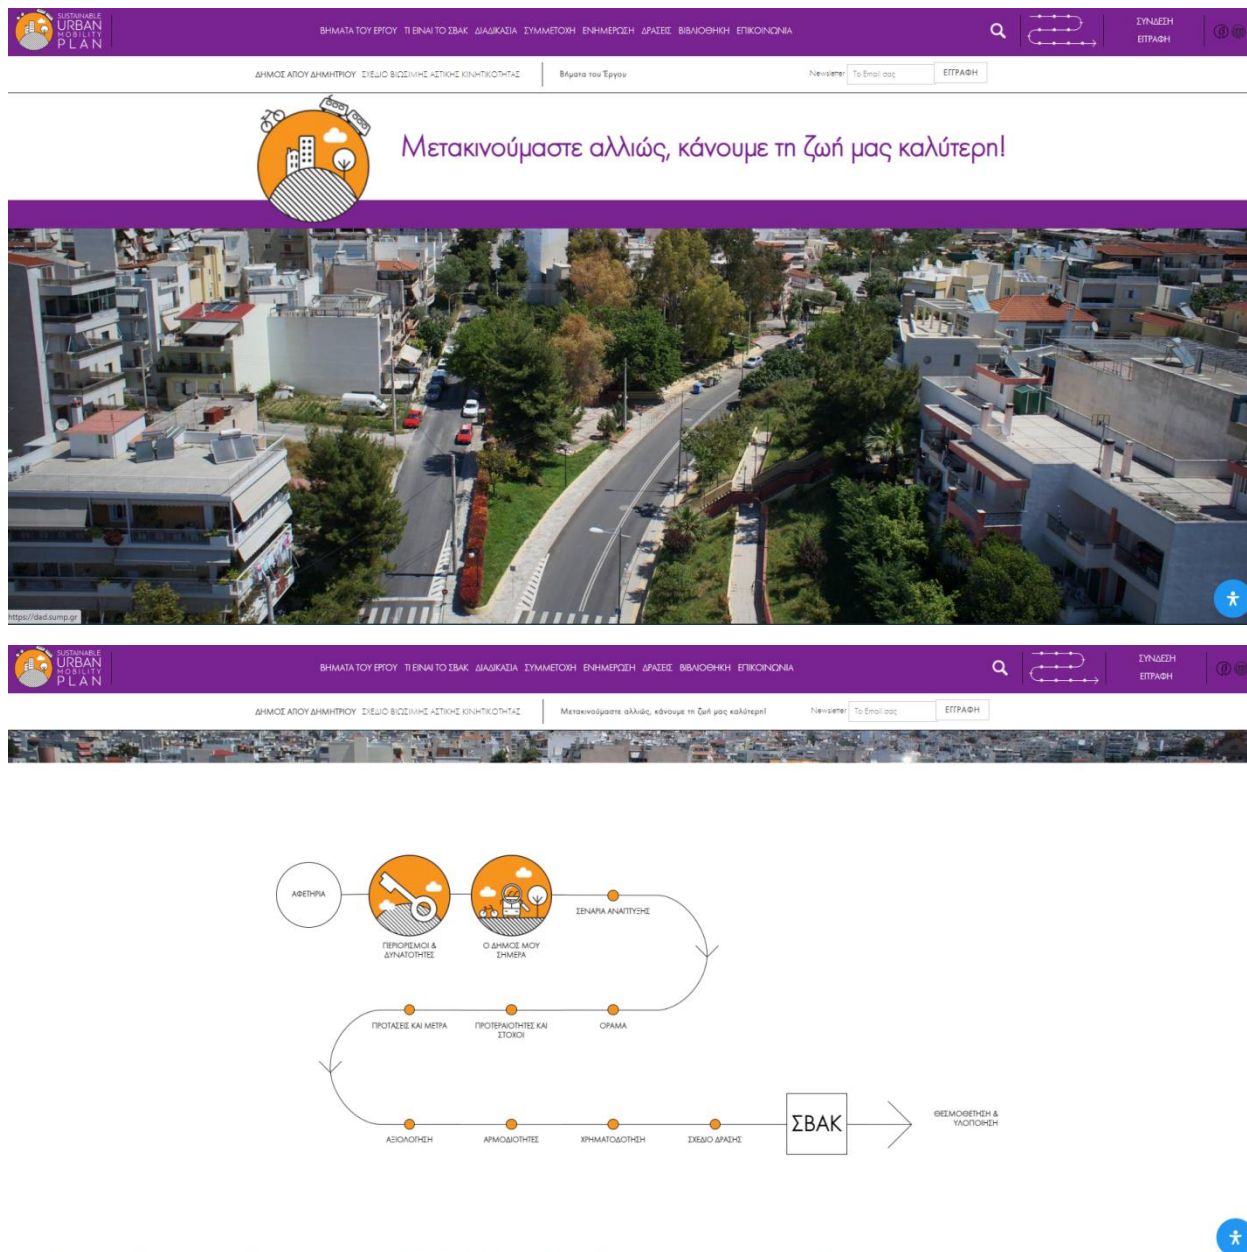 SUSTAINABLE
URBAN
MOBILITY
PLAN
ΒΗΜΑΤΑ ΤΟΥ ΕΡΓΟΥ ΤΙ ΕΙΝΑΙ ΤΟ ΣΒΑΚ ΔΙΑΔΙΚΑΣΙΑ ΣΥΜΜΕΤΟΧΗ ΕΝΗΜΕΡΩΣΗ ΔΡΑΣΕΙΣ ΒΙΒΛΙΟΘΗΚΗ ΕΠΙΚΟΙΝΩΝΙΑ
ΣΥΝΔΕΣΗ
ΕΓΓΡΑΦΗ
ΔΗΜΟΣ ΑΓΙΟΥ ΔΗΜΗΤΡΙΟΥ ΣΧΕΔΙΟ ΒΙΩΣΙΜΗΣ ΑΣΤΙΚΗΣ ΚΙΝΗΤΙΚΟΤΗΤΑΣ Βήματα του Έργου Newsletter Το Email σας ΕΓΓΡΑΦΗ
Μετακινούμαστε αλλιώς, κάνουμε τη ζωή μας καλύτερη!
https://dad.sump.gr
SUSTAINABLE
URBAN
MOBILITY
PLAN
ΒΗΜΑΤΑ ΤΟΥ ΕΡΓΟΥ ΤΙ ΕΙΝΑΙ ΤΟ ΣΒΑΚ ΔΙΑΔΙΚΑΣΙΑ ΣΥΜΜΕΤΟΧΗ ΕΝΗΜΕΡΩΣΗ ΔΡΑΣΕΙΣ ΒΙΒΛΙΟΘΗΚΗ ΕΠΙΚΟΙΝΩΝΙΑ
ΣΥΝΔΕΣΗ
ΕΓΓΡΑΦΗ
ΔΗΜΟΣ ΑΓΙΟΥ ΔΗΜΗΤΡΙΟΥ ΣΧΕΔΙΟ ΒΙΩΣΙΜΗΣ ΑΣΤΙΚΗΣ ΚΙΝΗΤΙΚΟΤΗΤΑΣ Μετακινούμαστε αλλιώς, κάνουμε τη ζωή μας καλύτερη! Newsletter Το Email σας ΕΓΓΡΑΦΗ
ΑΦΕΤΗΡΙΑ
ΠΕΡΙΟΡΙΣΜΟΙ &
ΔΥΝΑΤΟΤΗΤΕΣ
Ο ΔΗΜΟΣ ΜΟΥ
ΣΗΜΕΡΑ
ΣΕΝΑΡΙΑ ΑΝΑΠΤΥΞΗΣ
ΠΡΟΤΑΣΕΙΣ ΚΑΙ ΜΕΤΡΑ
ΠΡΟΤΕΡΑΙΟΤΗΤΕΣ ΚΑΙ
ΣΤΟΧΟΙ
ΟΡΑΜΑ
ΑΞΙΟΛΟΓΗΣΗ
ΑΡΜΟΔΙΟΤΗΤΕΣ
ΧΡΗΜΑΤΟΔΟΤΗΣΗ
ΣΧΕΔΙΟ ΔΡΑΣΗΣ
ΣΒΑΚ
ΘΕΣΜΟΘΕΤΗΣΗ &
ΥΛΟΠΟΙΗΣΗ